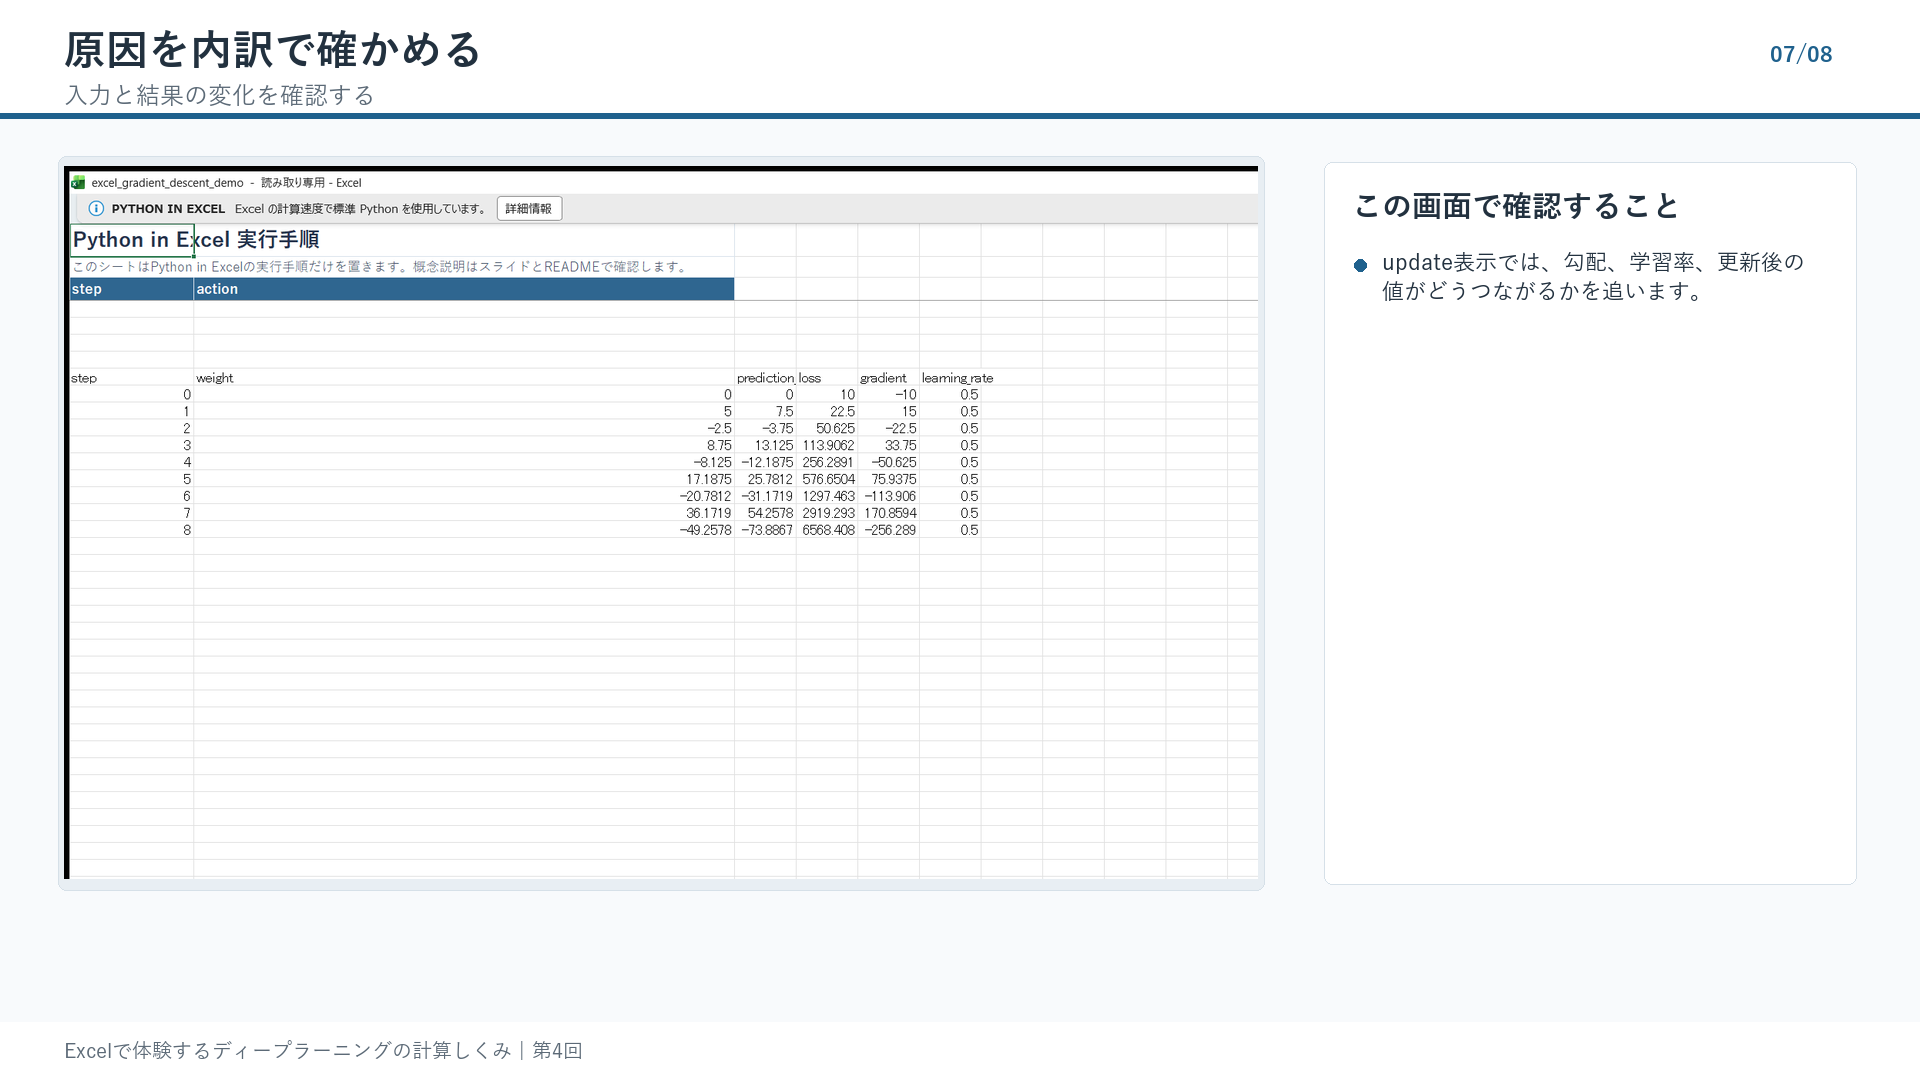 原因を内訳で確かめる
入力と結果の変化を確認する
07/08
excel_gradient_descent_demo - 読み取り専用 - Excel
PYTHON IN EXCEL Excel の計算速度で標準 Python を使用しています。 詳細情報
Python in Excel 実行手順
このシートはPython in Excelの実行手順だけを置きます。概念説明はスライドとREADMEで確認します。
step action
step weight prediction loss gradient learning_rate
0 0 0 10 -10 0.5
1 5 7.5 22.5 15 0.5
2 -2.5 -3.75 50.625 -22.5 0.5
3 8.75 13.125 113.9062 33.75 0.5
4 -8.125 -12.1875 256.2891 -50.625 0.5
5 17.1875 25.7812 576.6504 75.9375 0.5
6 -20.7812 -31.1719 1297.463 -113.906 0.5
7 36.1719 54.2578 2919.293 170.8594 0.5
8 -49.2578 -73.8867 6568.408 -256.289 0.5
この画面で確認すること
update表示では、勾配、学習率、更新後の
値がどうつながるかを追います。
Excelで体験するディープラーニングの計算しくみ｜第4回